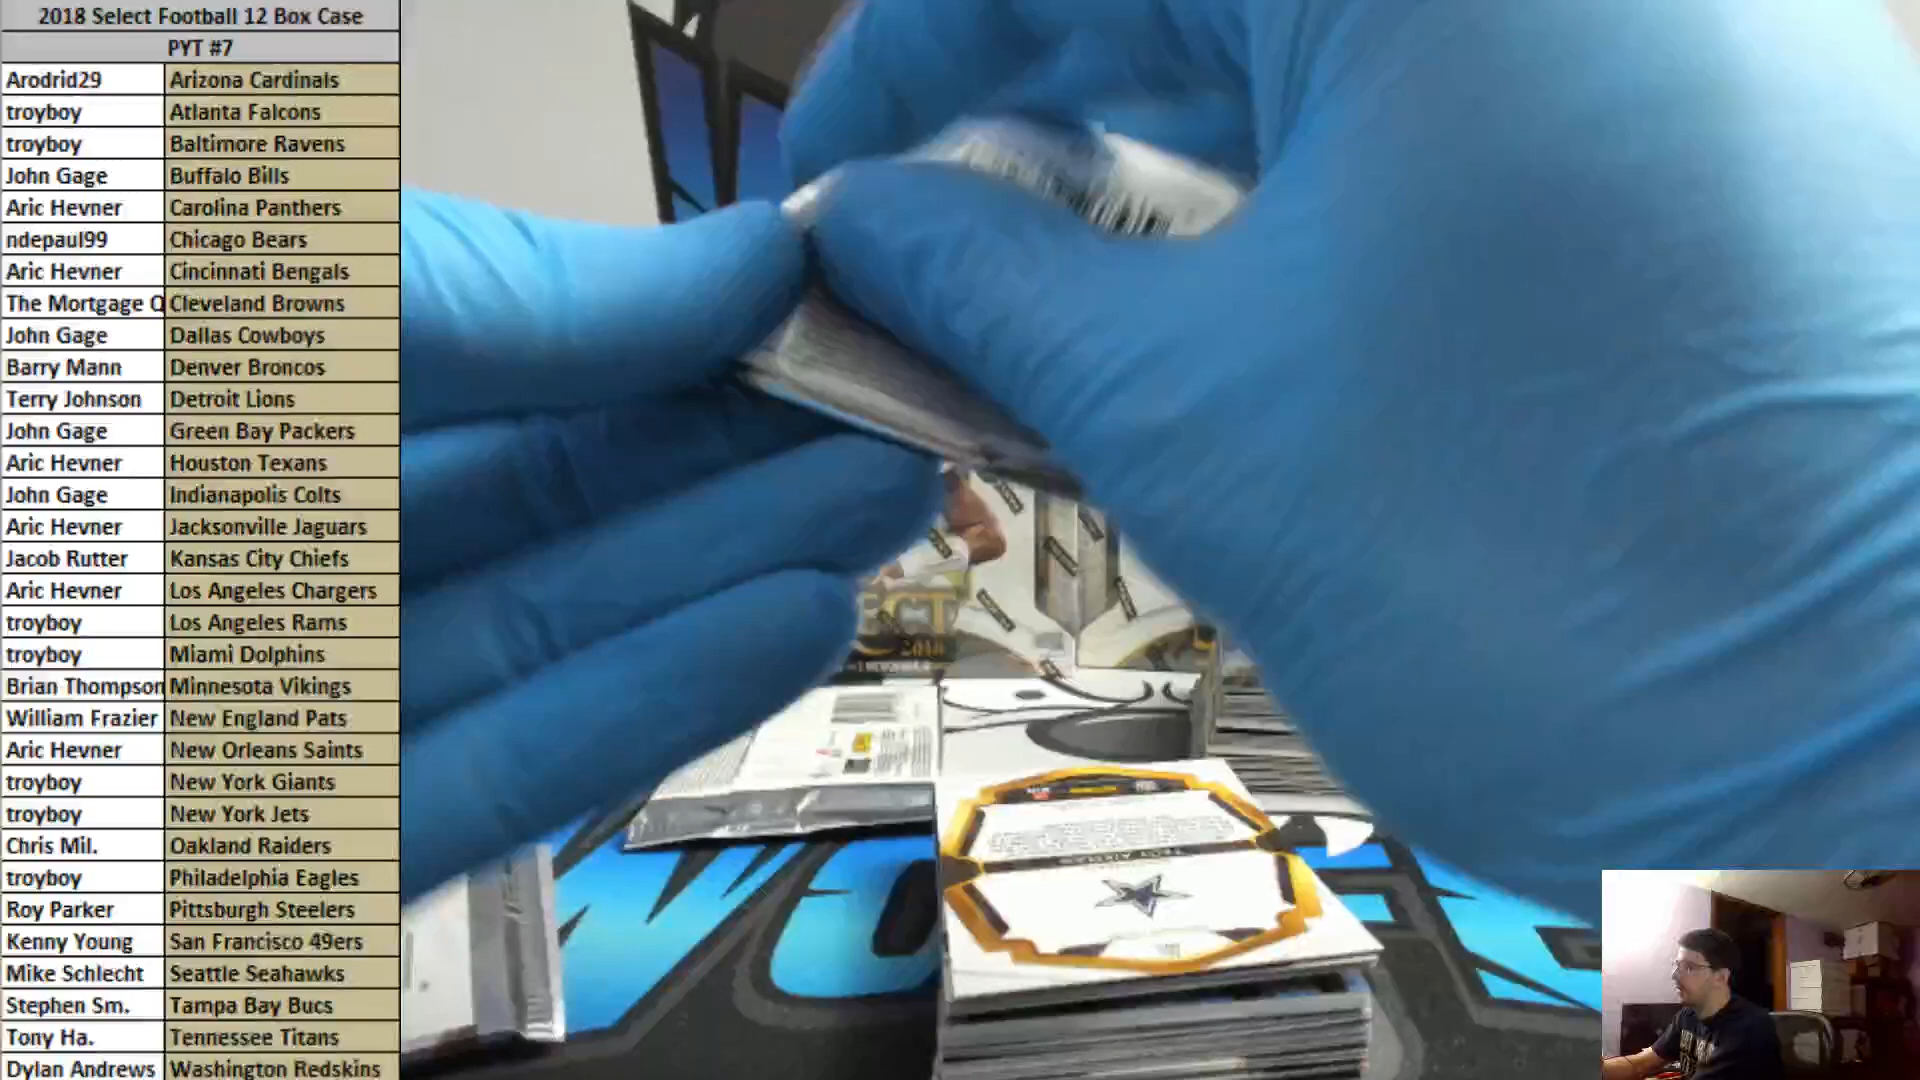 2018 Select Football 12 Box Case
PYT #7
Arodrid29 Arizona Cardinals
troyboy Atlanta Falcons
troyboy Baltimore Ravens
John Gage Buffalo Bills
Aric Hevner Carolina Panthers
ndepaul99 Chicago Bears
Aric Hevner Cincinnati Bengals
The Mortgage Cleveland Browns
John Gage Dallas Cowboys
Barry Mann Denver Broncos
Terry Johnson Detroit Lions
John Gage Green Bay Packers
Aric Hevner Houston Texans
John Gage Indianapolis Colts
Aric Hevner Jacksonville Jaguars
Jacob Rutter Kansas City Chiefs
Aric Hevner Los Angeles Chargers
troyboy Los Angeles Rams
troyboy Miami Dolphins
Brian Thompson Minnesota Vikings
William Frazier New England Pats
Aric Hevner New Orleans Saints
troyboy New York Giants
troyboy New York Jets
Chris Mil. Oakland Raiders
troyboy Philadelphia Eagles
Roy Parker Pittsburgh Steelers
Kenny Young San Francisco 49ers
Mike Schlecht Seattle Seahawks
Stephen Sm. Tampa Bay Bucs
Tony Ha. Tennessee Titans
Dylan Andrews Washington Redskins
ECT
2018
TROY AIKMAN